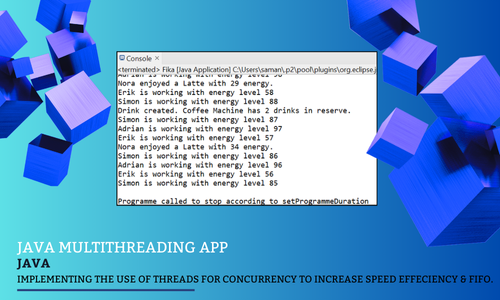 Console
<terminated> Fika [Java Application] C:\Users\saman\.p2\pool\plugins\org.eclipse.j
Adrian is working with energy level 98
Nora enjoyed a Latte with 29 energy.
Erik is working with energy level 58
Simon is working with energy level 88
Drink created. Coffee Machine has 2 drinks in reserve.
Simon is working with energy level 87
Adrian is working with energy level 97
Erik is working with energy level 57
Nora enjoyed a Latte with 34 energy.
Simon is working with energy level 86
Adrian is working with energy level 96
Erik is working with energy level 56
Simon is working with energy level 85
Programme called to stop according to setProgrammeDuration
JAVA MULTITHREADING APP
JAVA
IMPLEMENTING THE USE OF THREADS FOR CONCURRENCY TO INCREASE SPEED EFFECIENCY & FIFO.